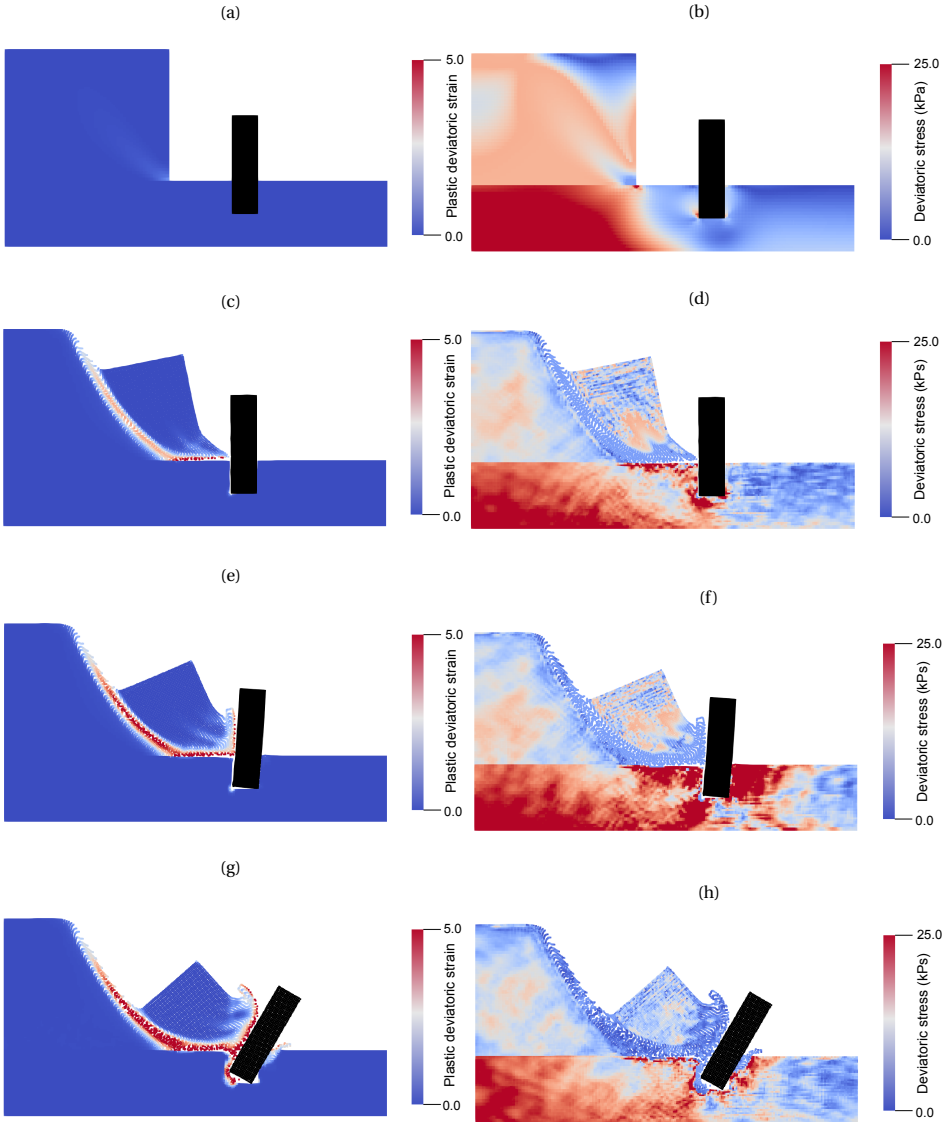 (a)
(b)
5.0
Plastic deviatoric strain
0.0
25.0
Deviatoric stress (kPa)
0.0
(c)
(d)
5.0
Plastic deviatoric strain
0.0
25.0
Deviatoric stress (kPs)
0.0
(e)
(f)
5.0
Plastic deviatoric strain
0.0
25.0
Deviatoric stress (kPs)
0.0
(g)
(h)
5.0
Plastic deviatoric strain
0.0
25.0
Deviatoric stress (kPs)
0.0